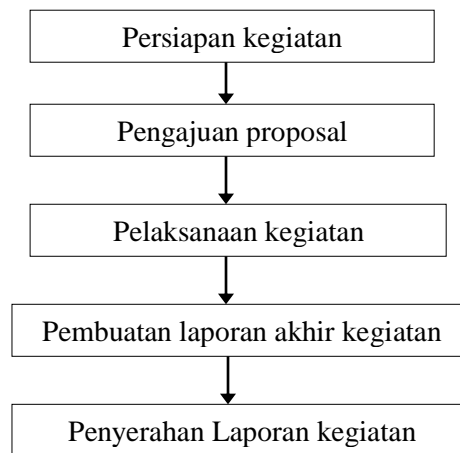 Persiapan kegiatan
Pengajuan proposal
Pelaksanaan kegiatan
Pembuatan laporan akhir kegiatan
Penyerahan Laporan kegiatan